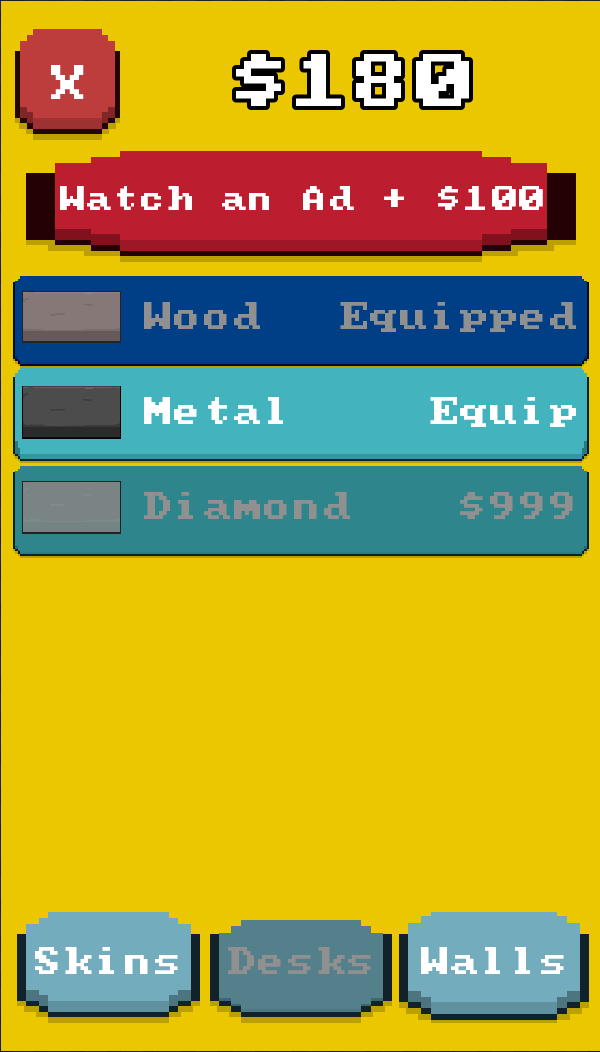 x
$180
Watch an Ad + $100
Wood Equipped
Metal Equip
Diamond $999
Skins Desks Walls